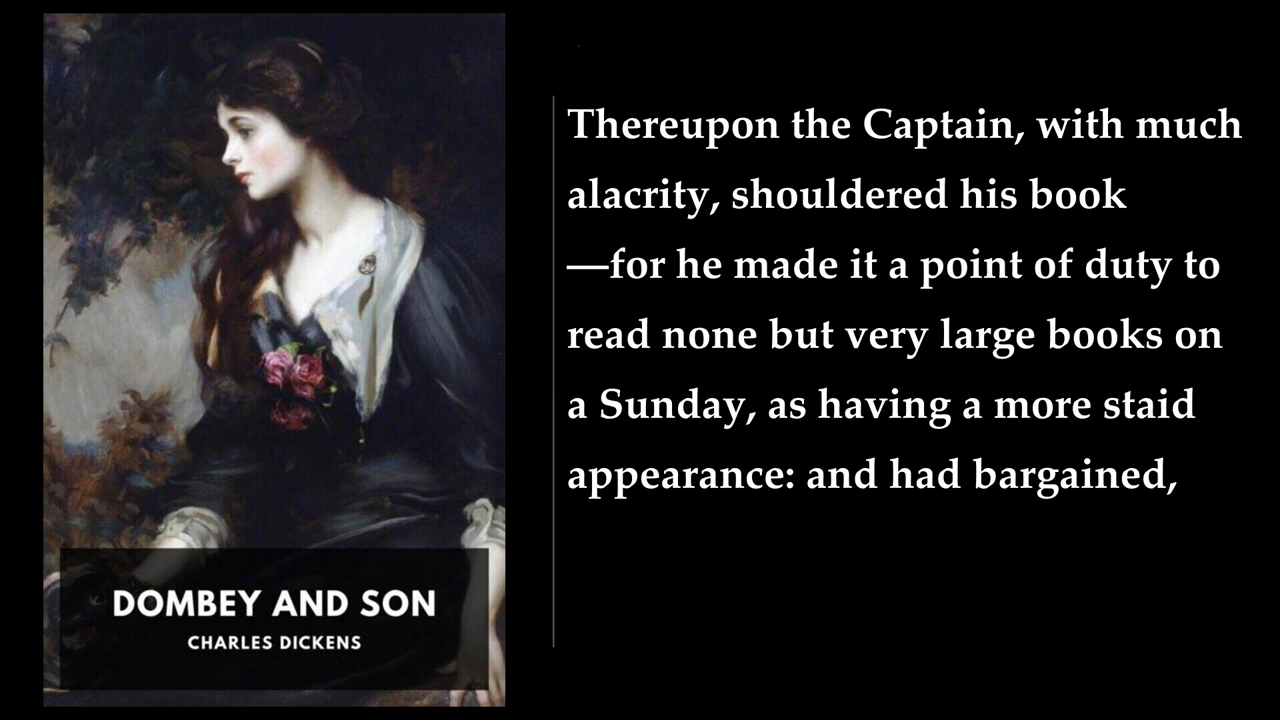 Thereupon the Captain, with much
alacrity, shouldered his book
—for he made it a point of duty to
read none but very large books on
a Sunday, as having a more staid
appearance: and had bargained,
DOMBEY AND SON
CHARLES DICKENS